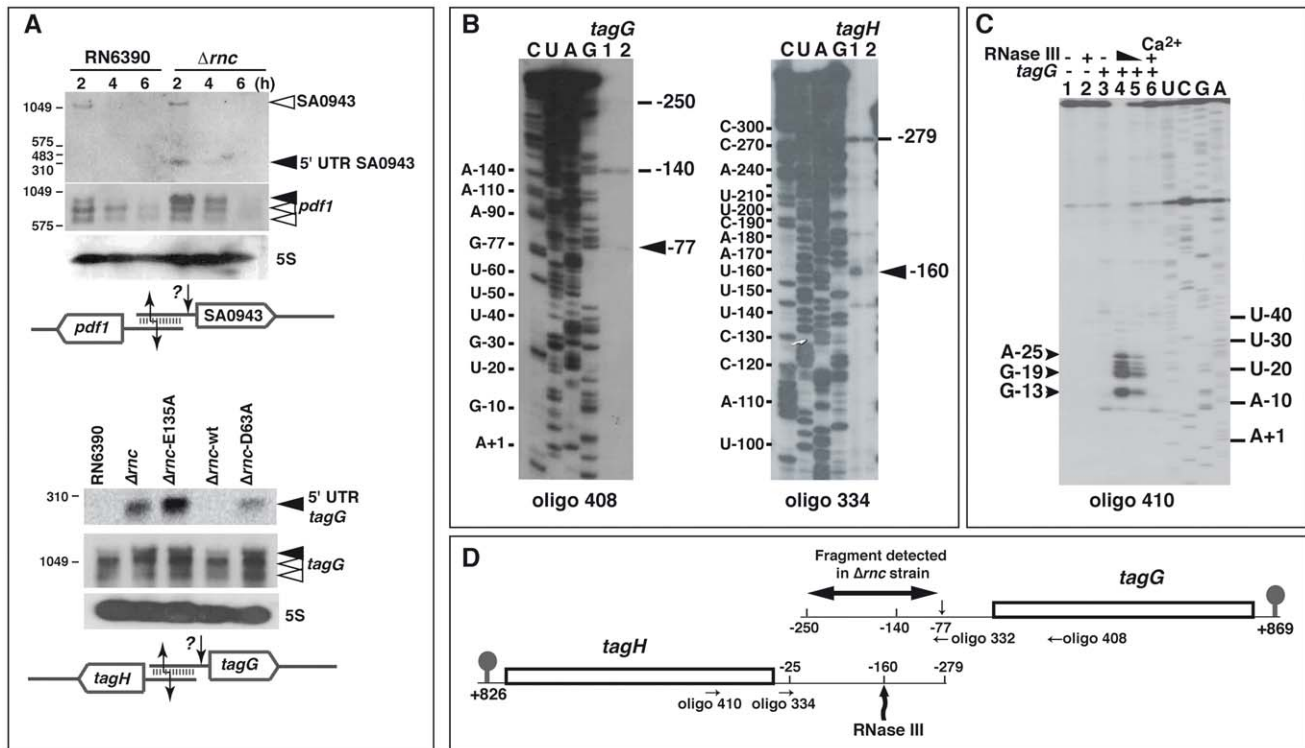 A
RN6390 Δrnc
2 4 6 2 4 6 (h)
1049 SA0943
575
483
310
5' UTR SA0943
1049
pdf1
575
5S
?
pdf1 SA0943
RN6390 Δrnc Δrnc-E135A Δrnc-wt Δrnc-D63A
310
5' UTR
tagG
1049 tagG
5S
?
tagH tagG
B
tagG
C U A G 1 2
-250
A-140 -140
A-110
A-90
G-77 -77
U-60
U-50
U-40
G-30
U-20
G-10
A+1
oligo 408
tagH
C U A G 1 2
C-300
C-270 -279
A-240
U-210
U-200
C-190
A-180
A-170
U-160 -160
U-150
U-140
C-130
C-120
A-110
U-100
oligo 334
C
Ca2+
RNase III - + - +
tagG - - + + + +
1 2 3 4 5 6 U C G A
U-40
U-30
A-25
G-19 U-20
G-13 A-10
A+1
oligo 410
D
Fragment detected
in Δrnc strain
tagG
-250 -140 -77 +869
oligo 332 oligo 408
tagH
-25 -160 -279
+826
oligo 410 oligo 334
RNase III